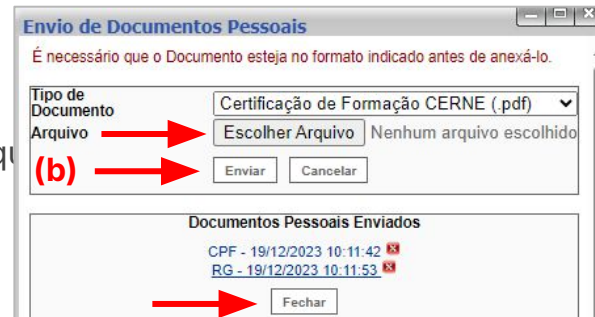 Envio de Documentos Pessoais
É necessário que o Documento esteja no formato indicado antes de anexá-lo.
Tipo de
Documento
Certificação de Formação CERNE (.pdf)
Arquivo
Escolher Arquivo Nenhum arquivo escolhido
(b)
Enviar Cancelar
Documentos Pessoais Enviados
CPF - 19/12/2023 10:11:42
RG - 19/12/2023 10:11:53
Fechar